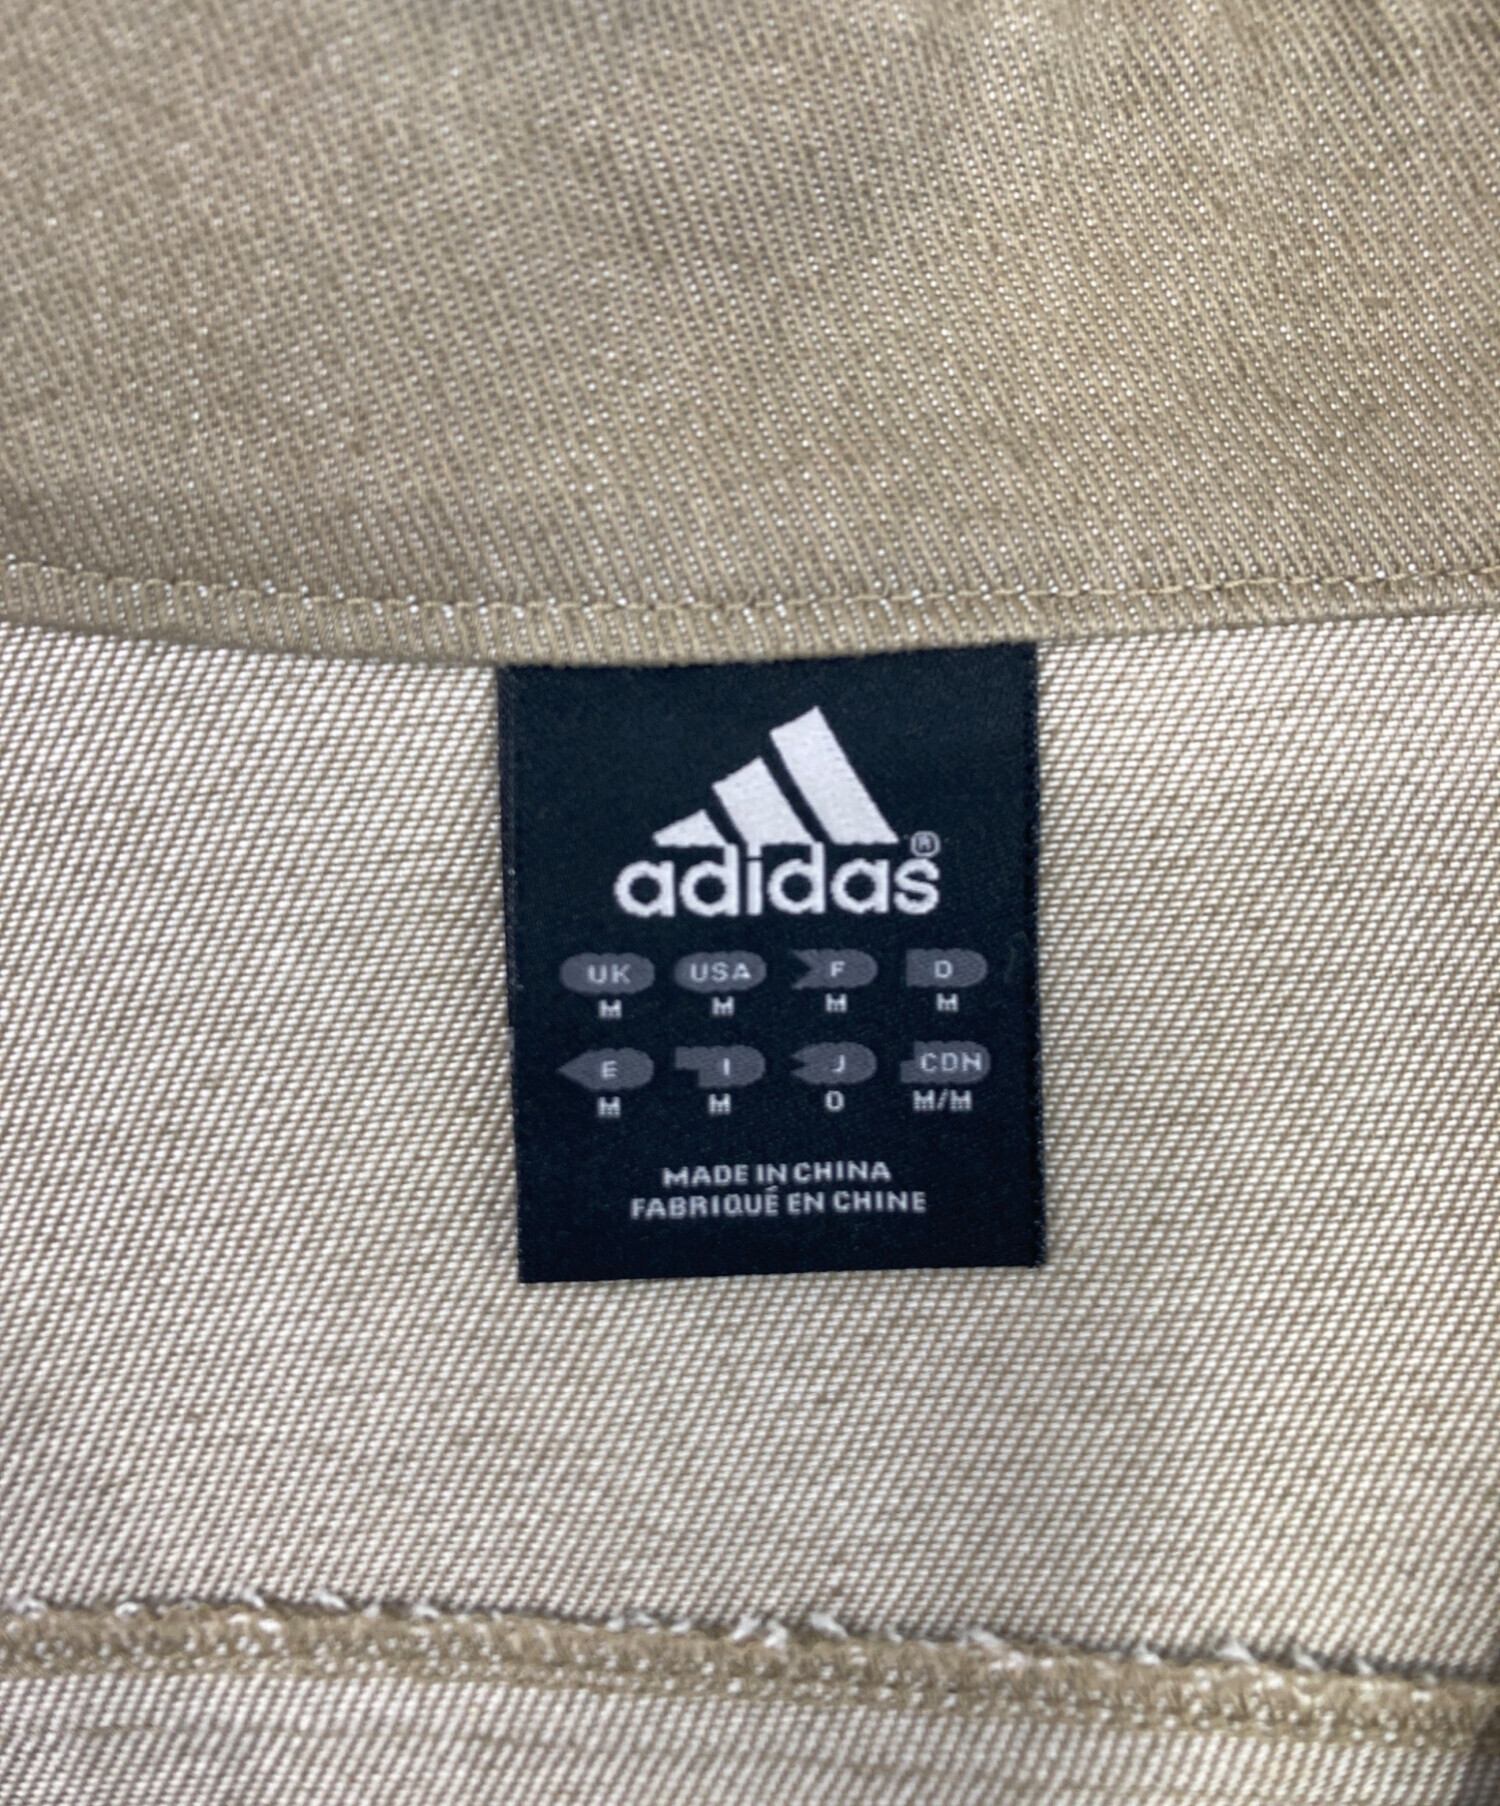 adidas®
UK USA F D
M M M M
E I J CDN
M M O M/M
MADE IN CHINA
FABRIQUÉ EN CHINE